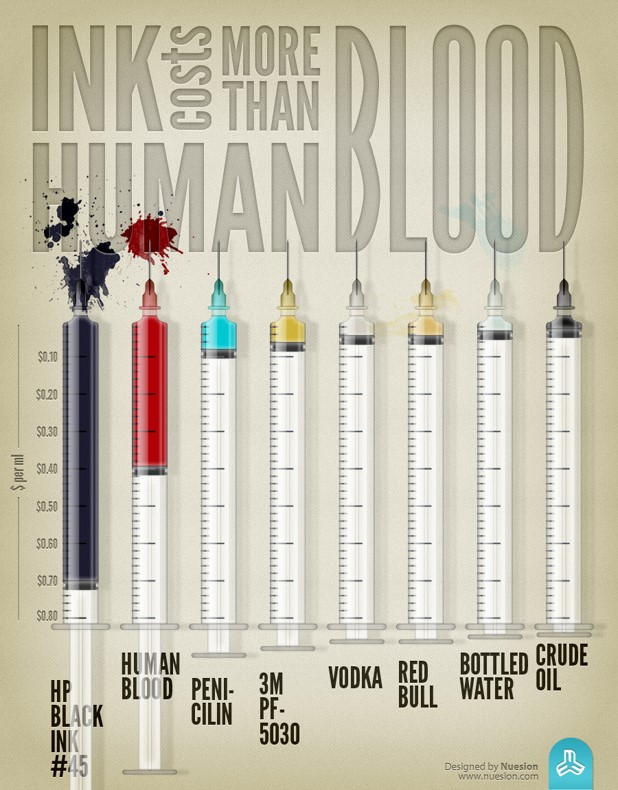 INK costs MORE THAN
HUMAN BLOOD
$ per ml
$0.10
$0.20
$0.30
$0.40
$0.50
$0.60
$0.70
$0.80
HP
BLACK
INK
#45
HUMAN
BLOOD
PENI-
CILIN
3M
PF-
5030
VODKA
RED
BULL
BOTTLED
WATER
CRUDE
OIL
Designed by Nuesion
www.nuesion.com